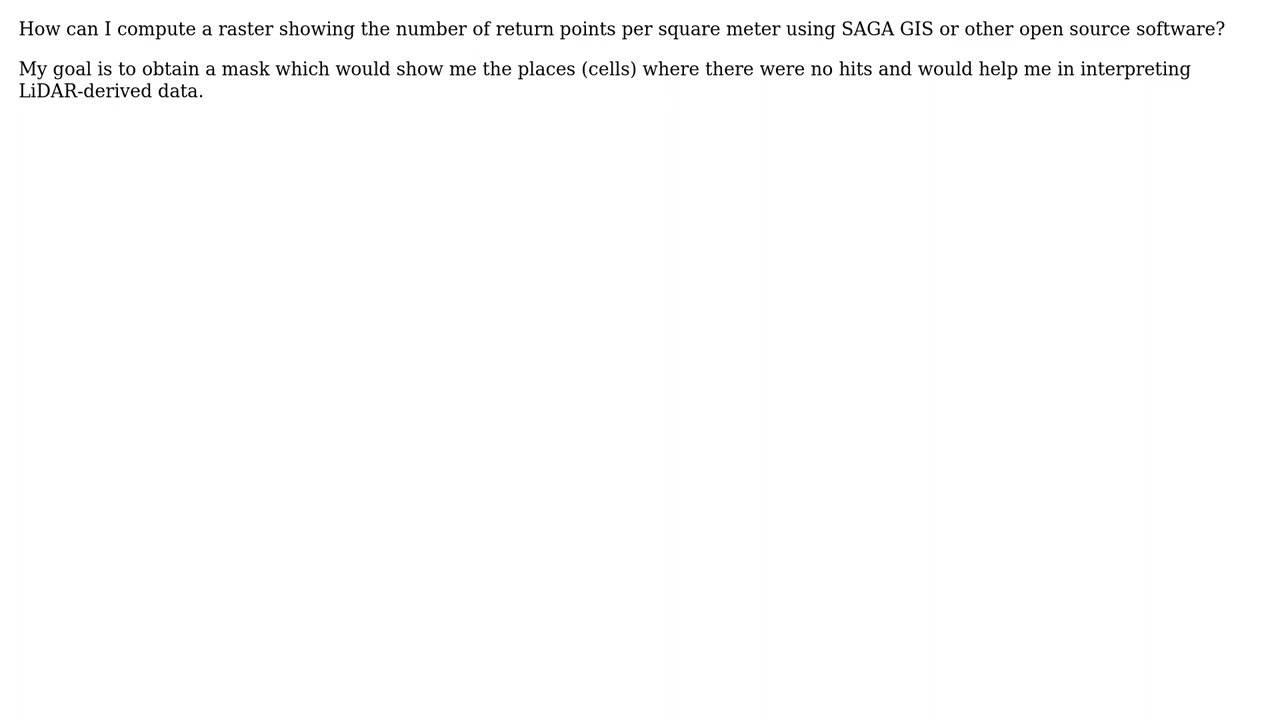 How can I compute a raster showing the number of return points per square meter using SAGA GIS or other open source software?
My goal is to obtain a mask which would show me the places (cells) where there were no hits and would help me in interpreting
LiDAR-derived data.